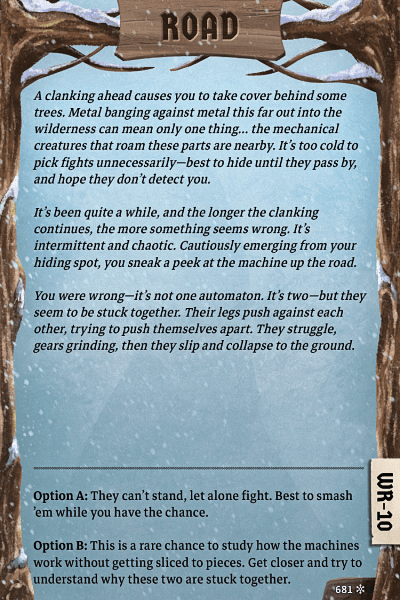 ROAD
A clanking ahead causes you to take cover behind some
trees. Metal banging against metal this far out into the
wilderness can mean only one thing... the mechanical
creatures that roam these parts are nearby. It's too cold to
pick fights unnecessarily—best to hide until they pass by,
and hope they don't detect you.
It's been quite a while, and the longer the clanking
continues, the more something seems wrong. It's
intermittent and chaotic. Cautiously emerging from your
hiding spot, you sneak a peek at the machine up the road.
You were wrong—it's not one automaton. It's two—but they
seem to be stuck together. Their legs push against each
other, trying to push themselves apart. They struggle,
gears grinding, then they slip and collapse to the ground.
Option A: They can't stand, let alone fight. Best to smash
'em while you have the chance.
Option B: This is a rare chance to study how the machines
work without getting sliced to pieces. Get closer and try to
understand why these two are stuck together.
WR-10
681